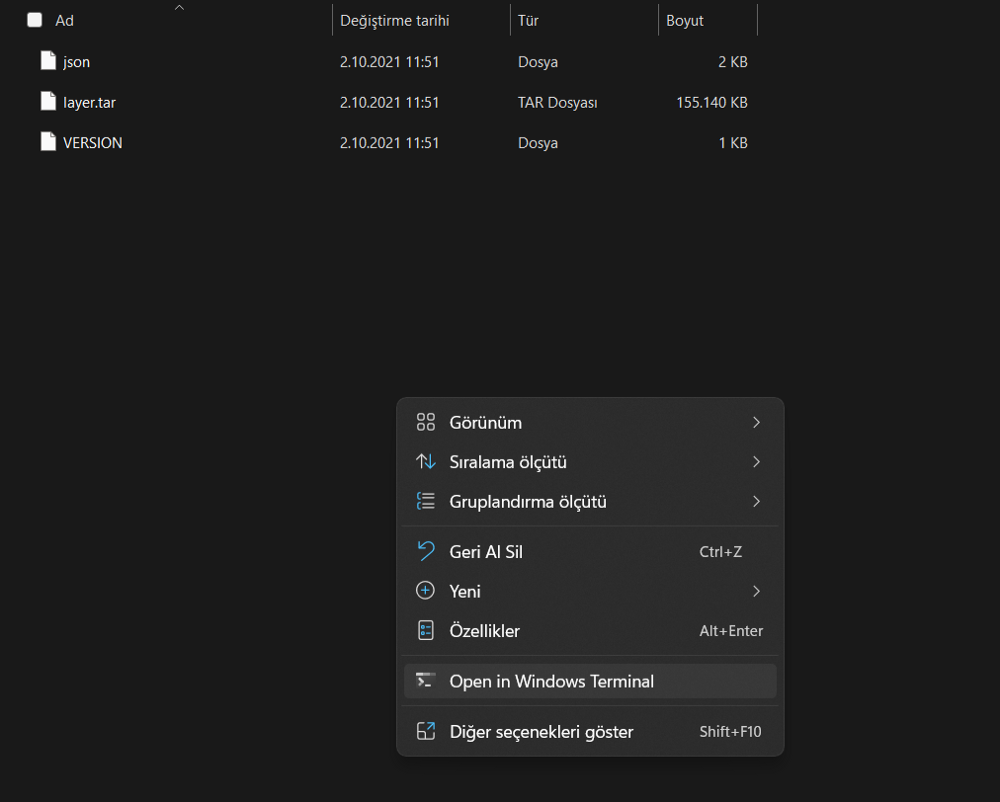 Ad Değiştirme tarihi Tür Boyut
json 2.10.2021 11:51 Dosya 2 KB
layer.tar 2.10.2021 11:51 TAR Dosyası 155.140 KB
VERSION 2.10.2021 11:51 Dosya 1 KB
Görünüm
Sıralama ölçütü
Gruplandırma ölçütü
Geri Al Sil Ctrl+Z
Yeni
Özellikler Alt+Enter
Open in Windows Terminal
Diğer seçenekleri göster Shift+F10